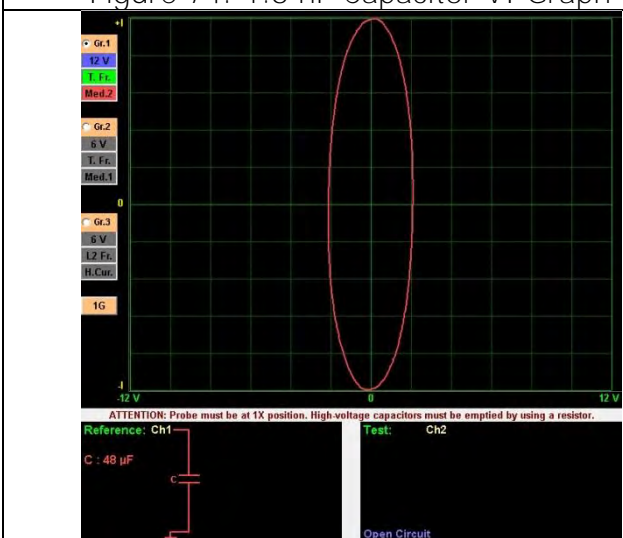 +I
Gr.1
12 V
T. Fr.
Med.2
Gr.2
6 V
T. Fr.
Med.1
0
Gr.3
6 V
L2 Fr.
H.Cur.
1G
-I
-12 V 0 12 V
ATTENTION: Probe must be at 1X position. High-voltage capacitors must be emptied by using a resistor.
Reference: Ch1
Test: Ch2
C : 48 µF
C
Open Circuit